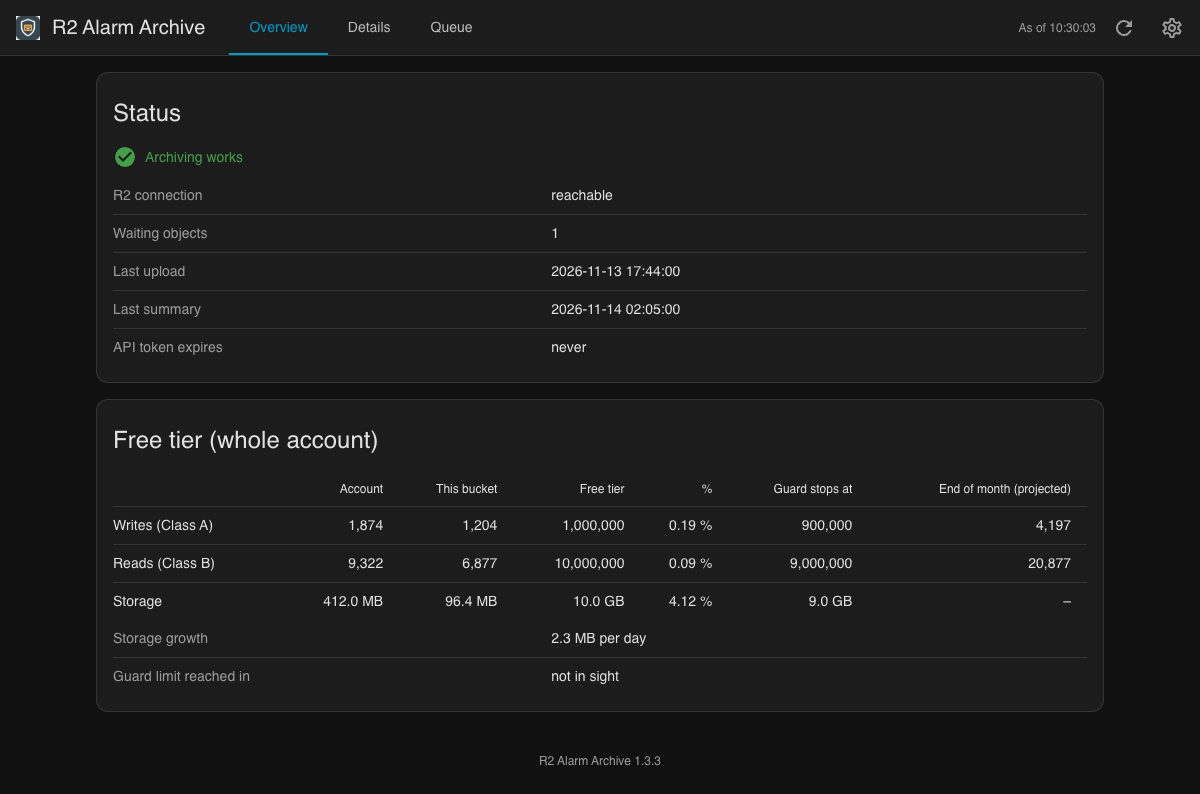 R2 Alarm Archive Overview Details Queue As of 10:30:03
Status
Archiving works
R2 connection reachable
Waiting objects 1
Last upload 2026-11-13 17:44:00
Last summary 2026-11-14 02:05:00
API token expires never
Free tier (whole account)
Account This bucket Free tier % Guard stops at End of month (projected)
Writes (Class A) 1,874 1,204 1,000,000 0.19 % 900,000 4,197
Reads (Class B) 9,322 6,877 10,000,000 0.09 % 9,000,000 20,877
Storage 412.0 MB 96.4 MB 10.0 GB 4.12 % 9.0 GB –
Storage growth 2.3 MB per day
Guard limit reached in not in sight
R2 Alarm Archive 1.3.3